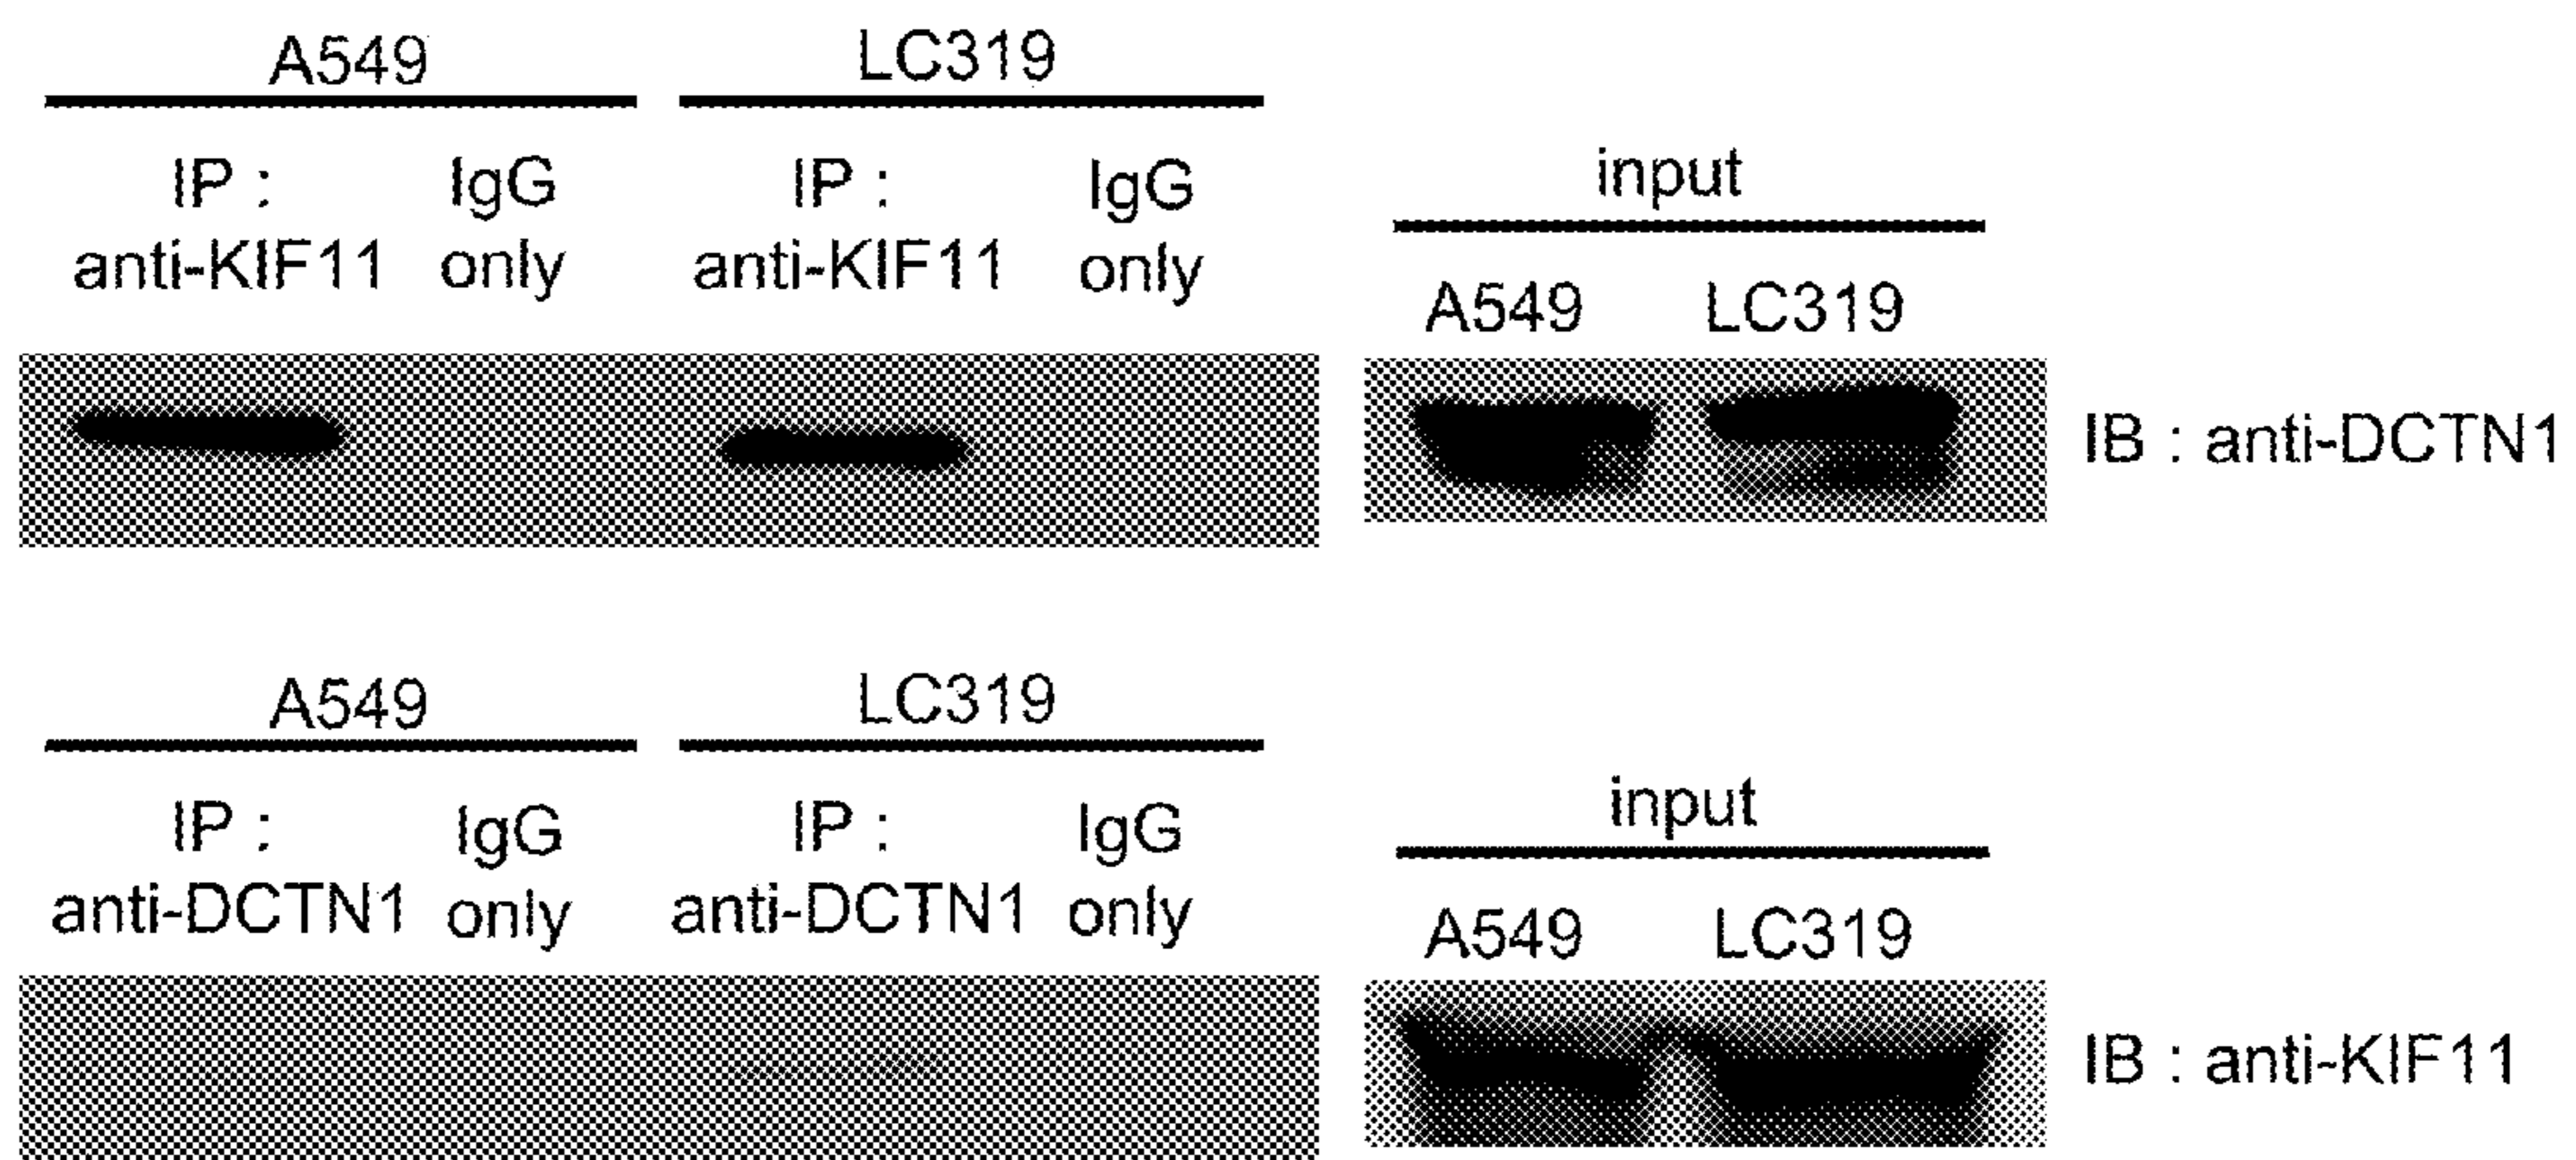 A549 LC319
IP : IgG IP : IgG input
anti-KIF11 only anti-KIF11 only
A549 LC319
IB : anti-DCTN1
A549 LC319
IP : IgG IP : IgG input
anti-DCTN1 only anti-DCTN1 only
A549 LC319
IB : anti-KIF11